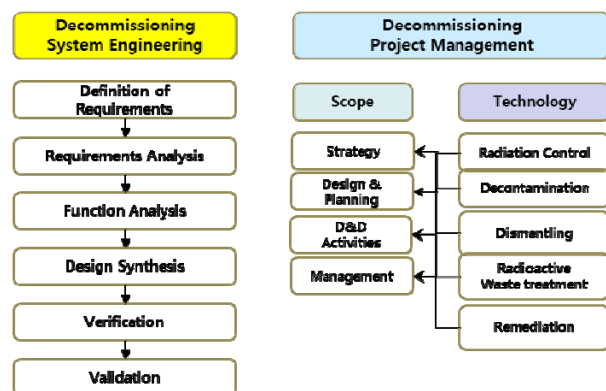 Decommissioning
System Engineering
Definition of
Requirements
Requirements Analysis
Function Analysis
Design Synthesis
Verification
Validation
Decommissioning
Project Management
Scope
Strategy
Design &
Planning
D&D
Activities
Management
Technology
Radiation Control
Decontamination
Dismentling
Radioactive
Waste treatment
Remediation